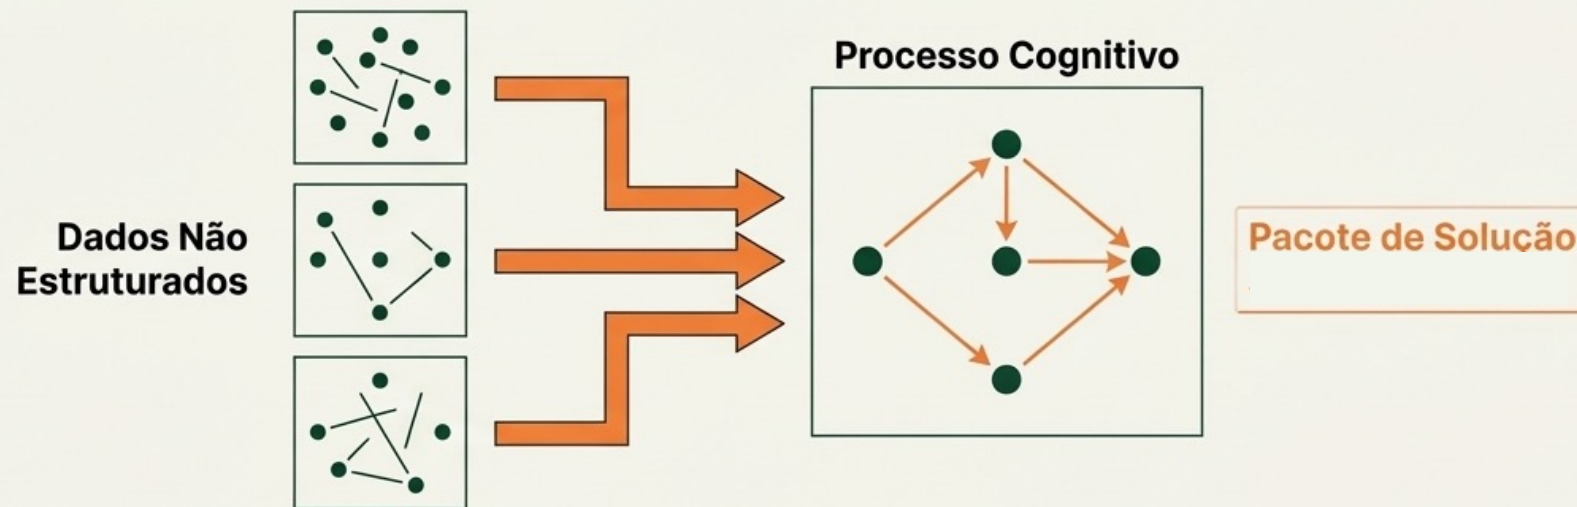 Processo Cognitivo
Dados Não
Estruturados
Pacote de Solução